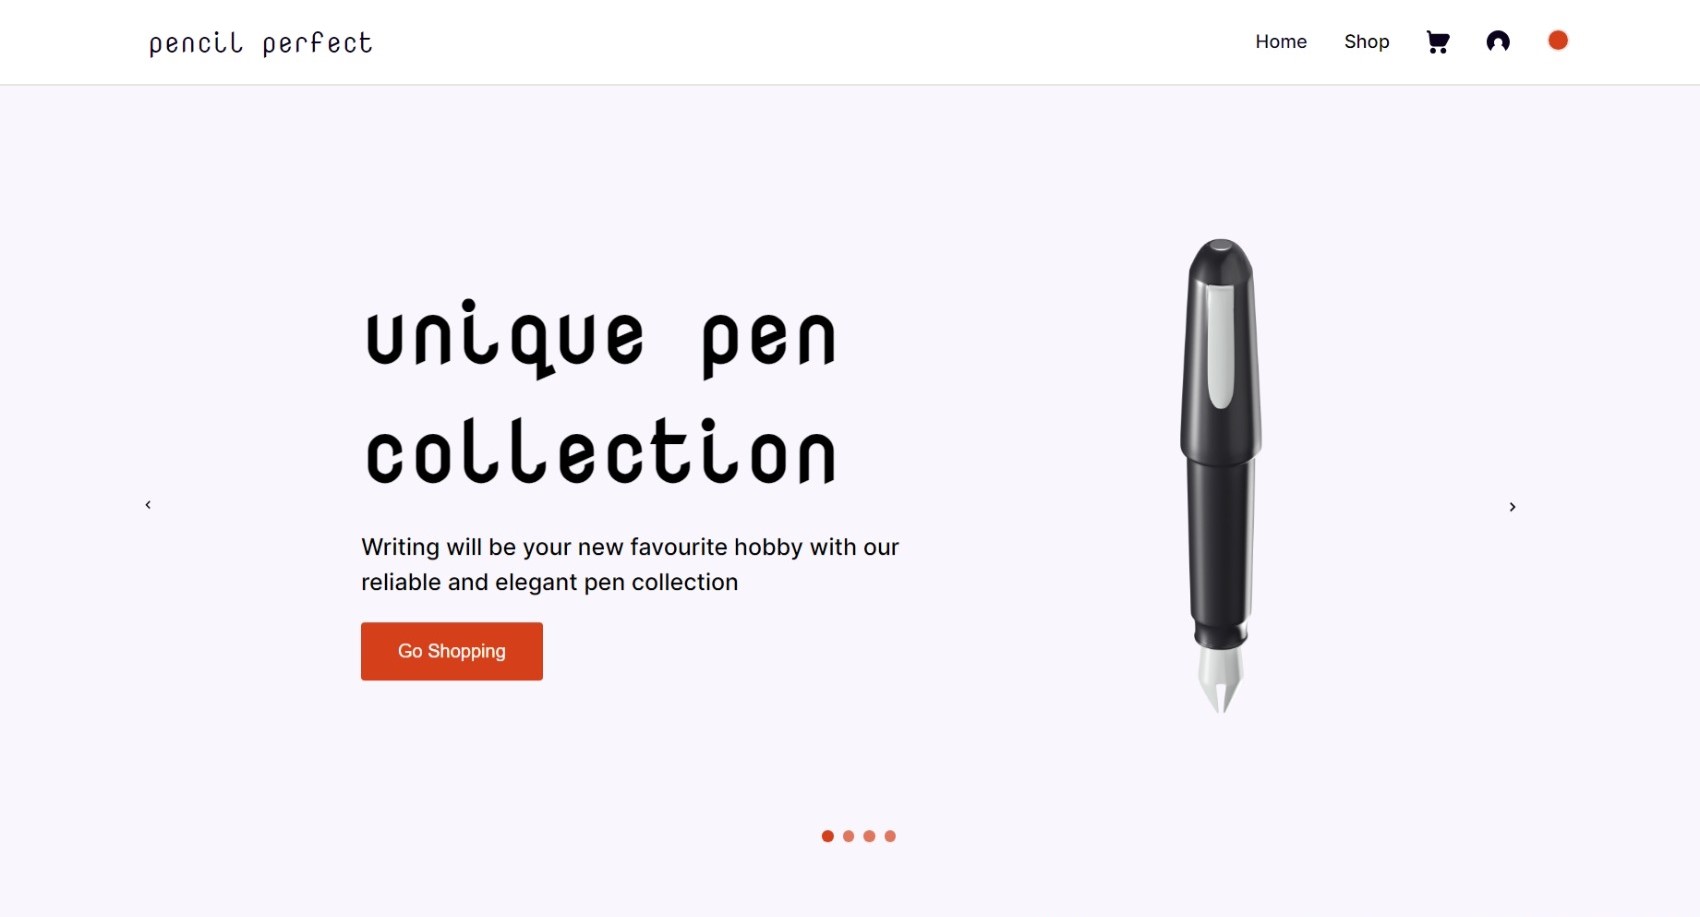 pencil perfect
Home
Shop
unique pen
collection
Writing will be your new favourite hobby with our
reliable and elegant pen collection
Go Shopping